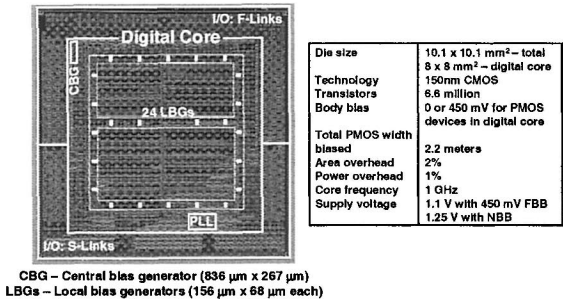 I/O: F-Links
Digital Core
CBG
24 LBGs
PLL
I/O: S-Links
CBG – Central bias generator (836 µm x 267 µm)
LBGs – Local bias generators (156 µm x 68 µm each)
Die size 10.1 x 10.1 mm² – total
8 x 8 mm² – digital core
Technology 150nm CMOS
Transistors 6.6 million
Body bias 0 or 450 mV for PMOS
devices in digital core
Total PMOS width
biased 2.2 meters
Area overhead 2%
Power overhead 1%
Core frequency 1 GHz
Supply voltage 1.1 V with 450 mV FBB
1.25 V with NBB